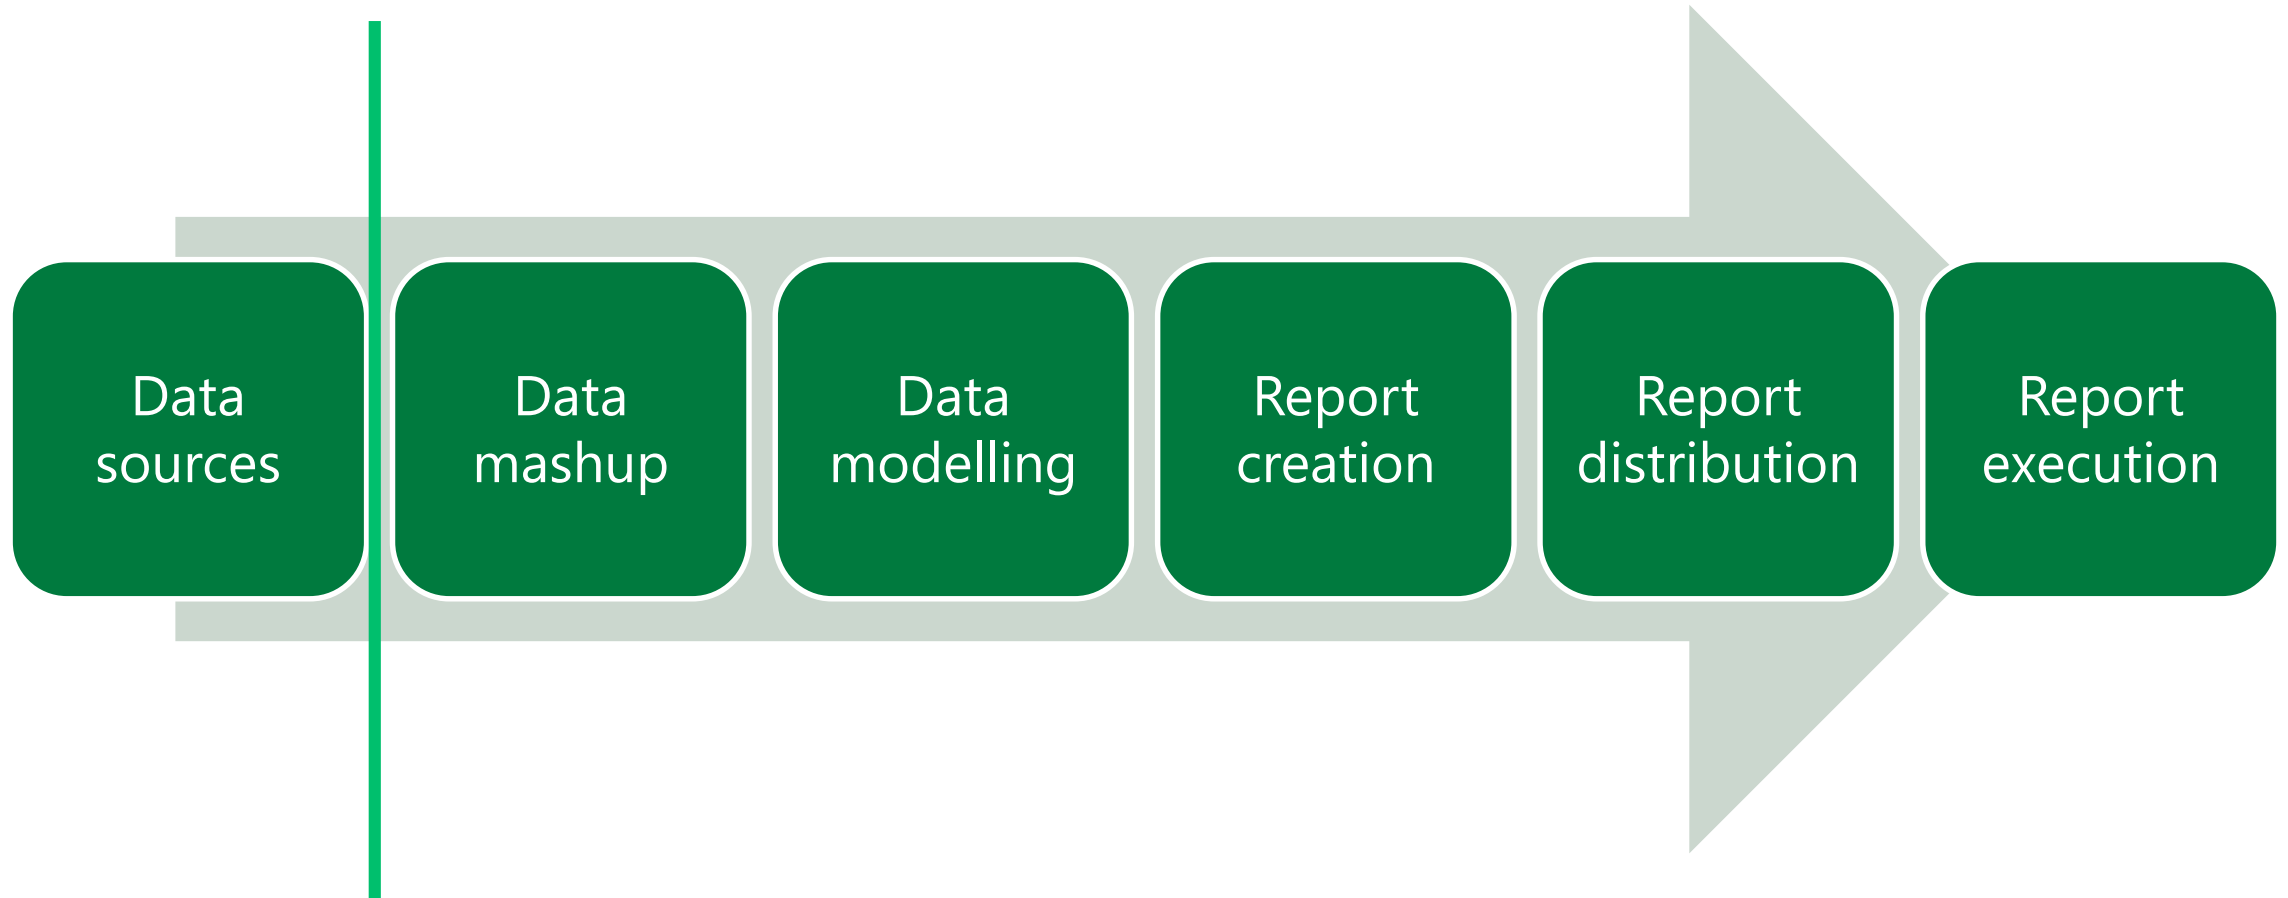 Data
sources
Data
mashup
Data
modelling
Report
creation
Report
distribution
Report
execution